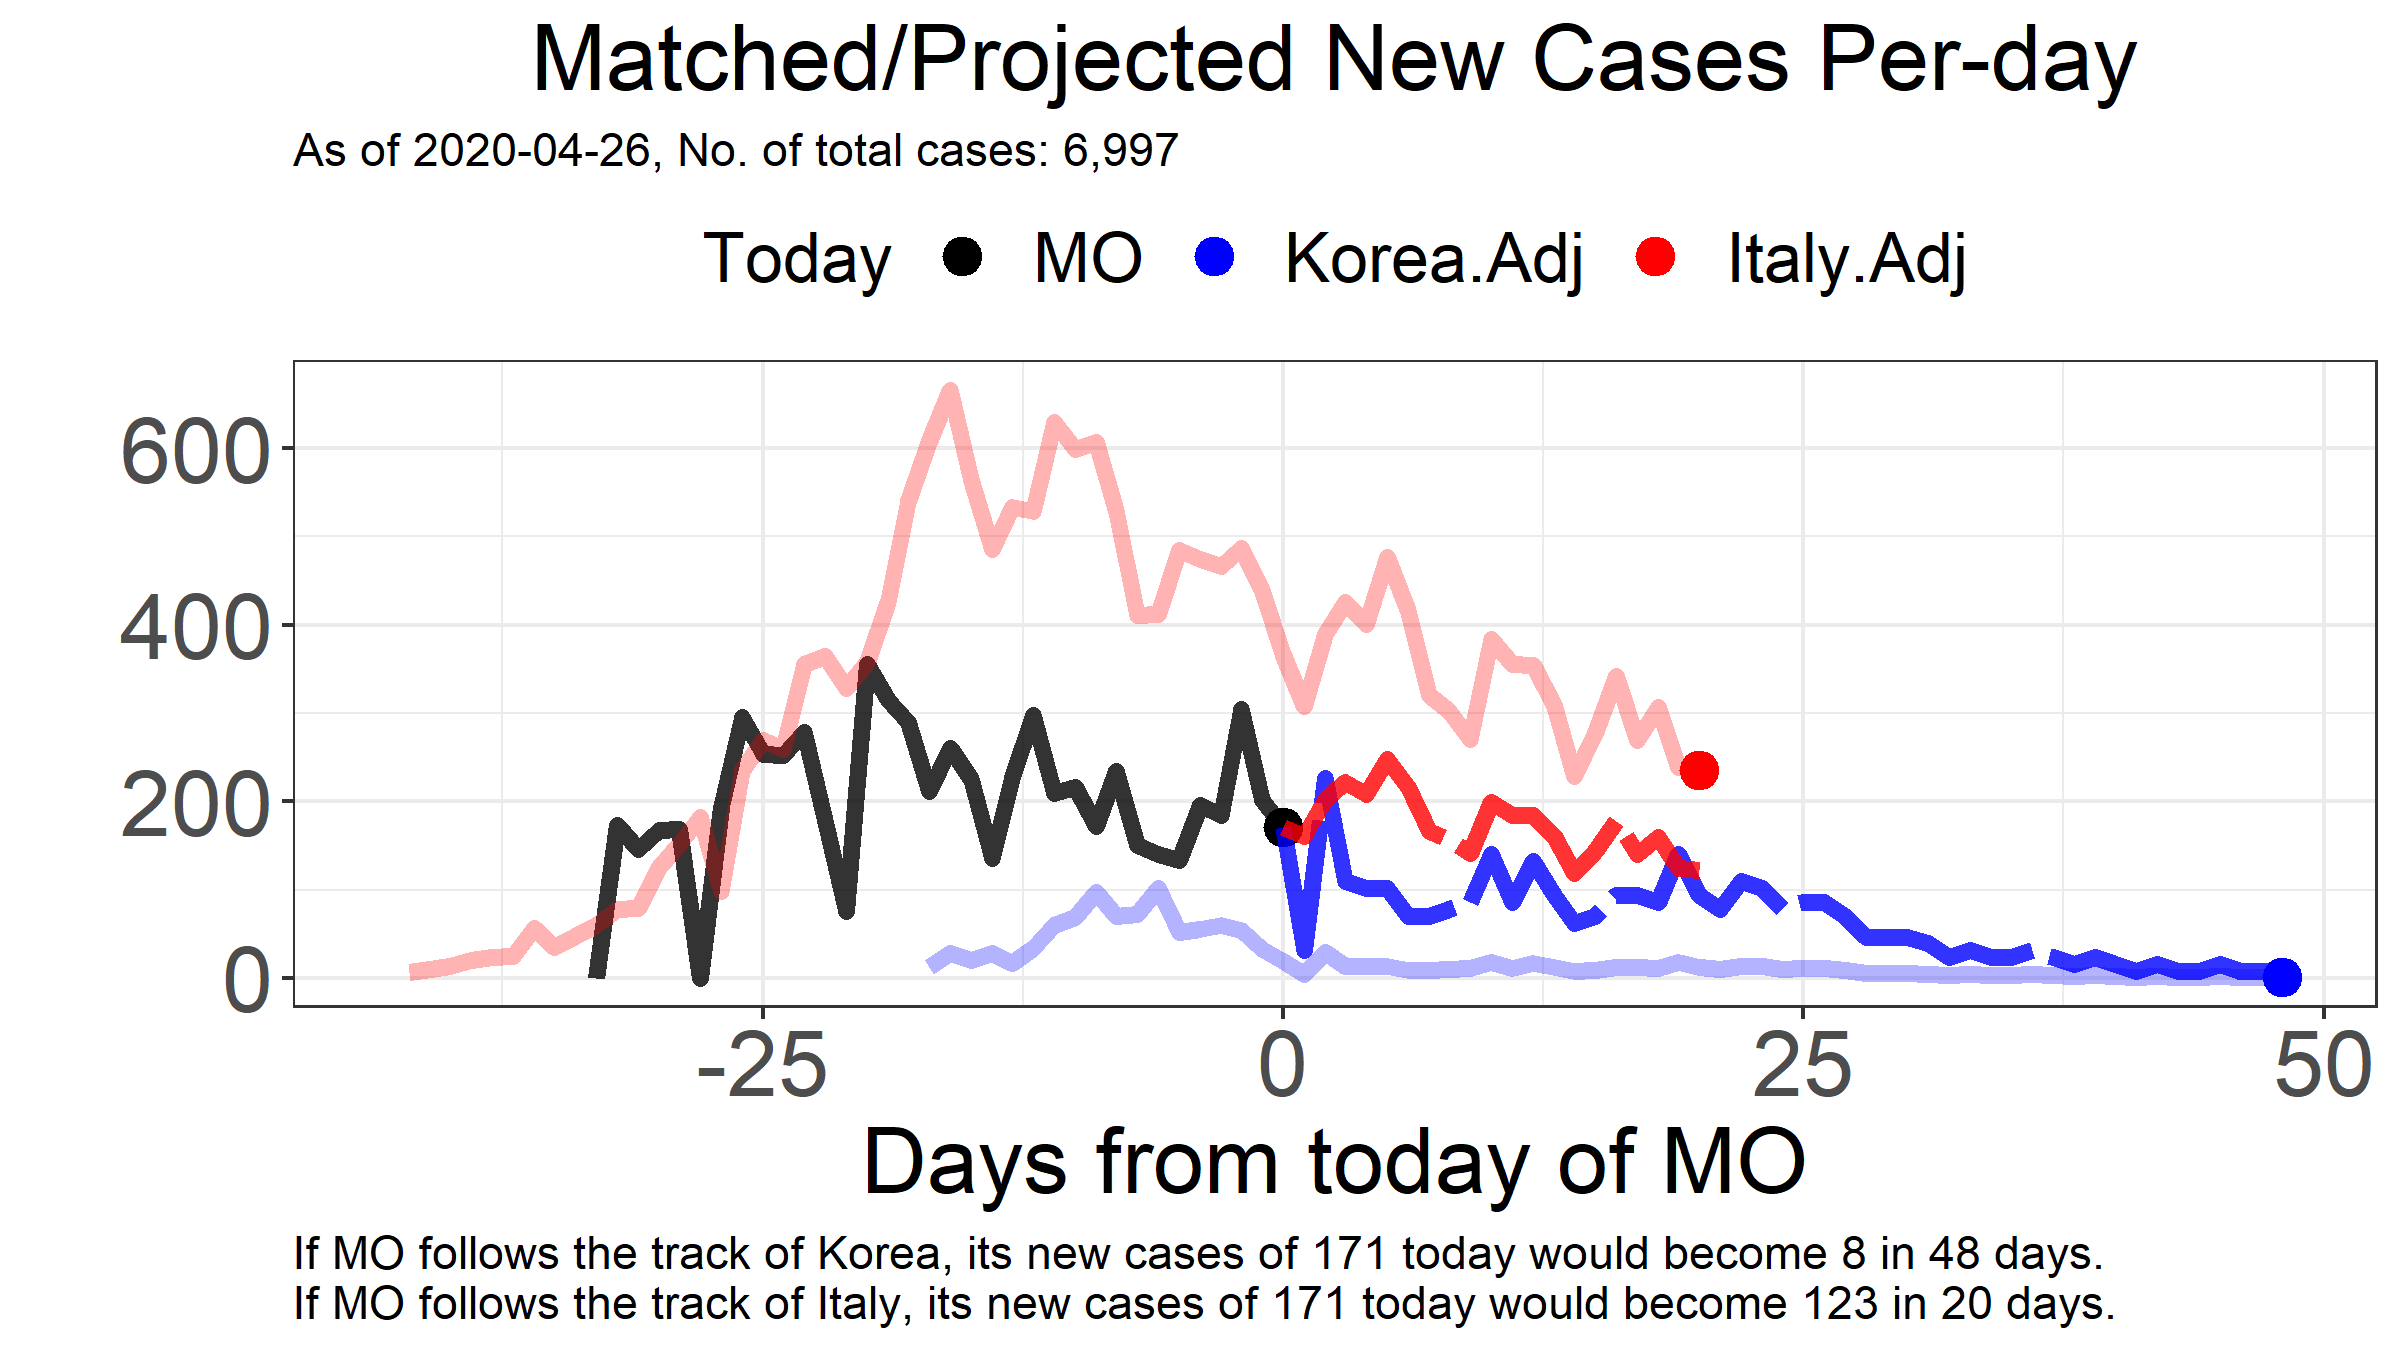 Matched/Projected New Cases Per-day
As of 2020-04-26, No. of total cases: 6,997
Today MO Korea.Adj Italy.Adj
600
400
200
0
-25 0 25 50
Days from today of MO
If MO follows the track of Korea, its new cases of 171 today would become 8 in 48 days.
If MO follows the track of Italy, its new cases of 171 today would become 123 in 20 days.